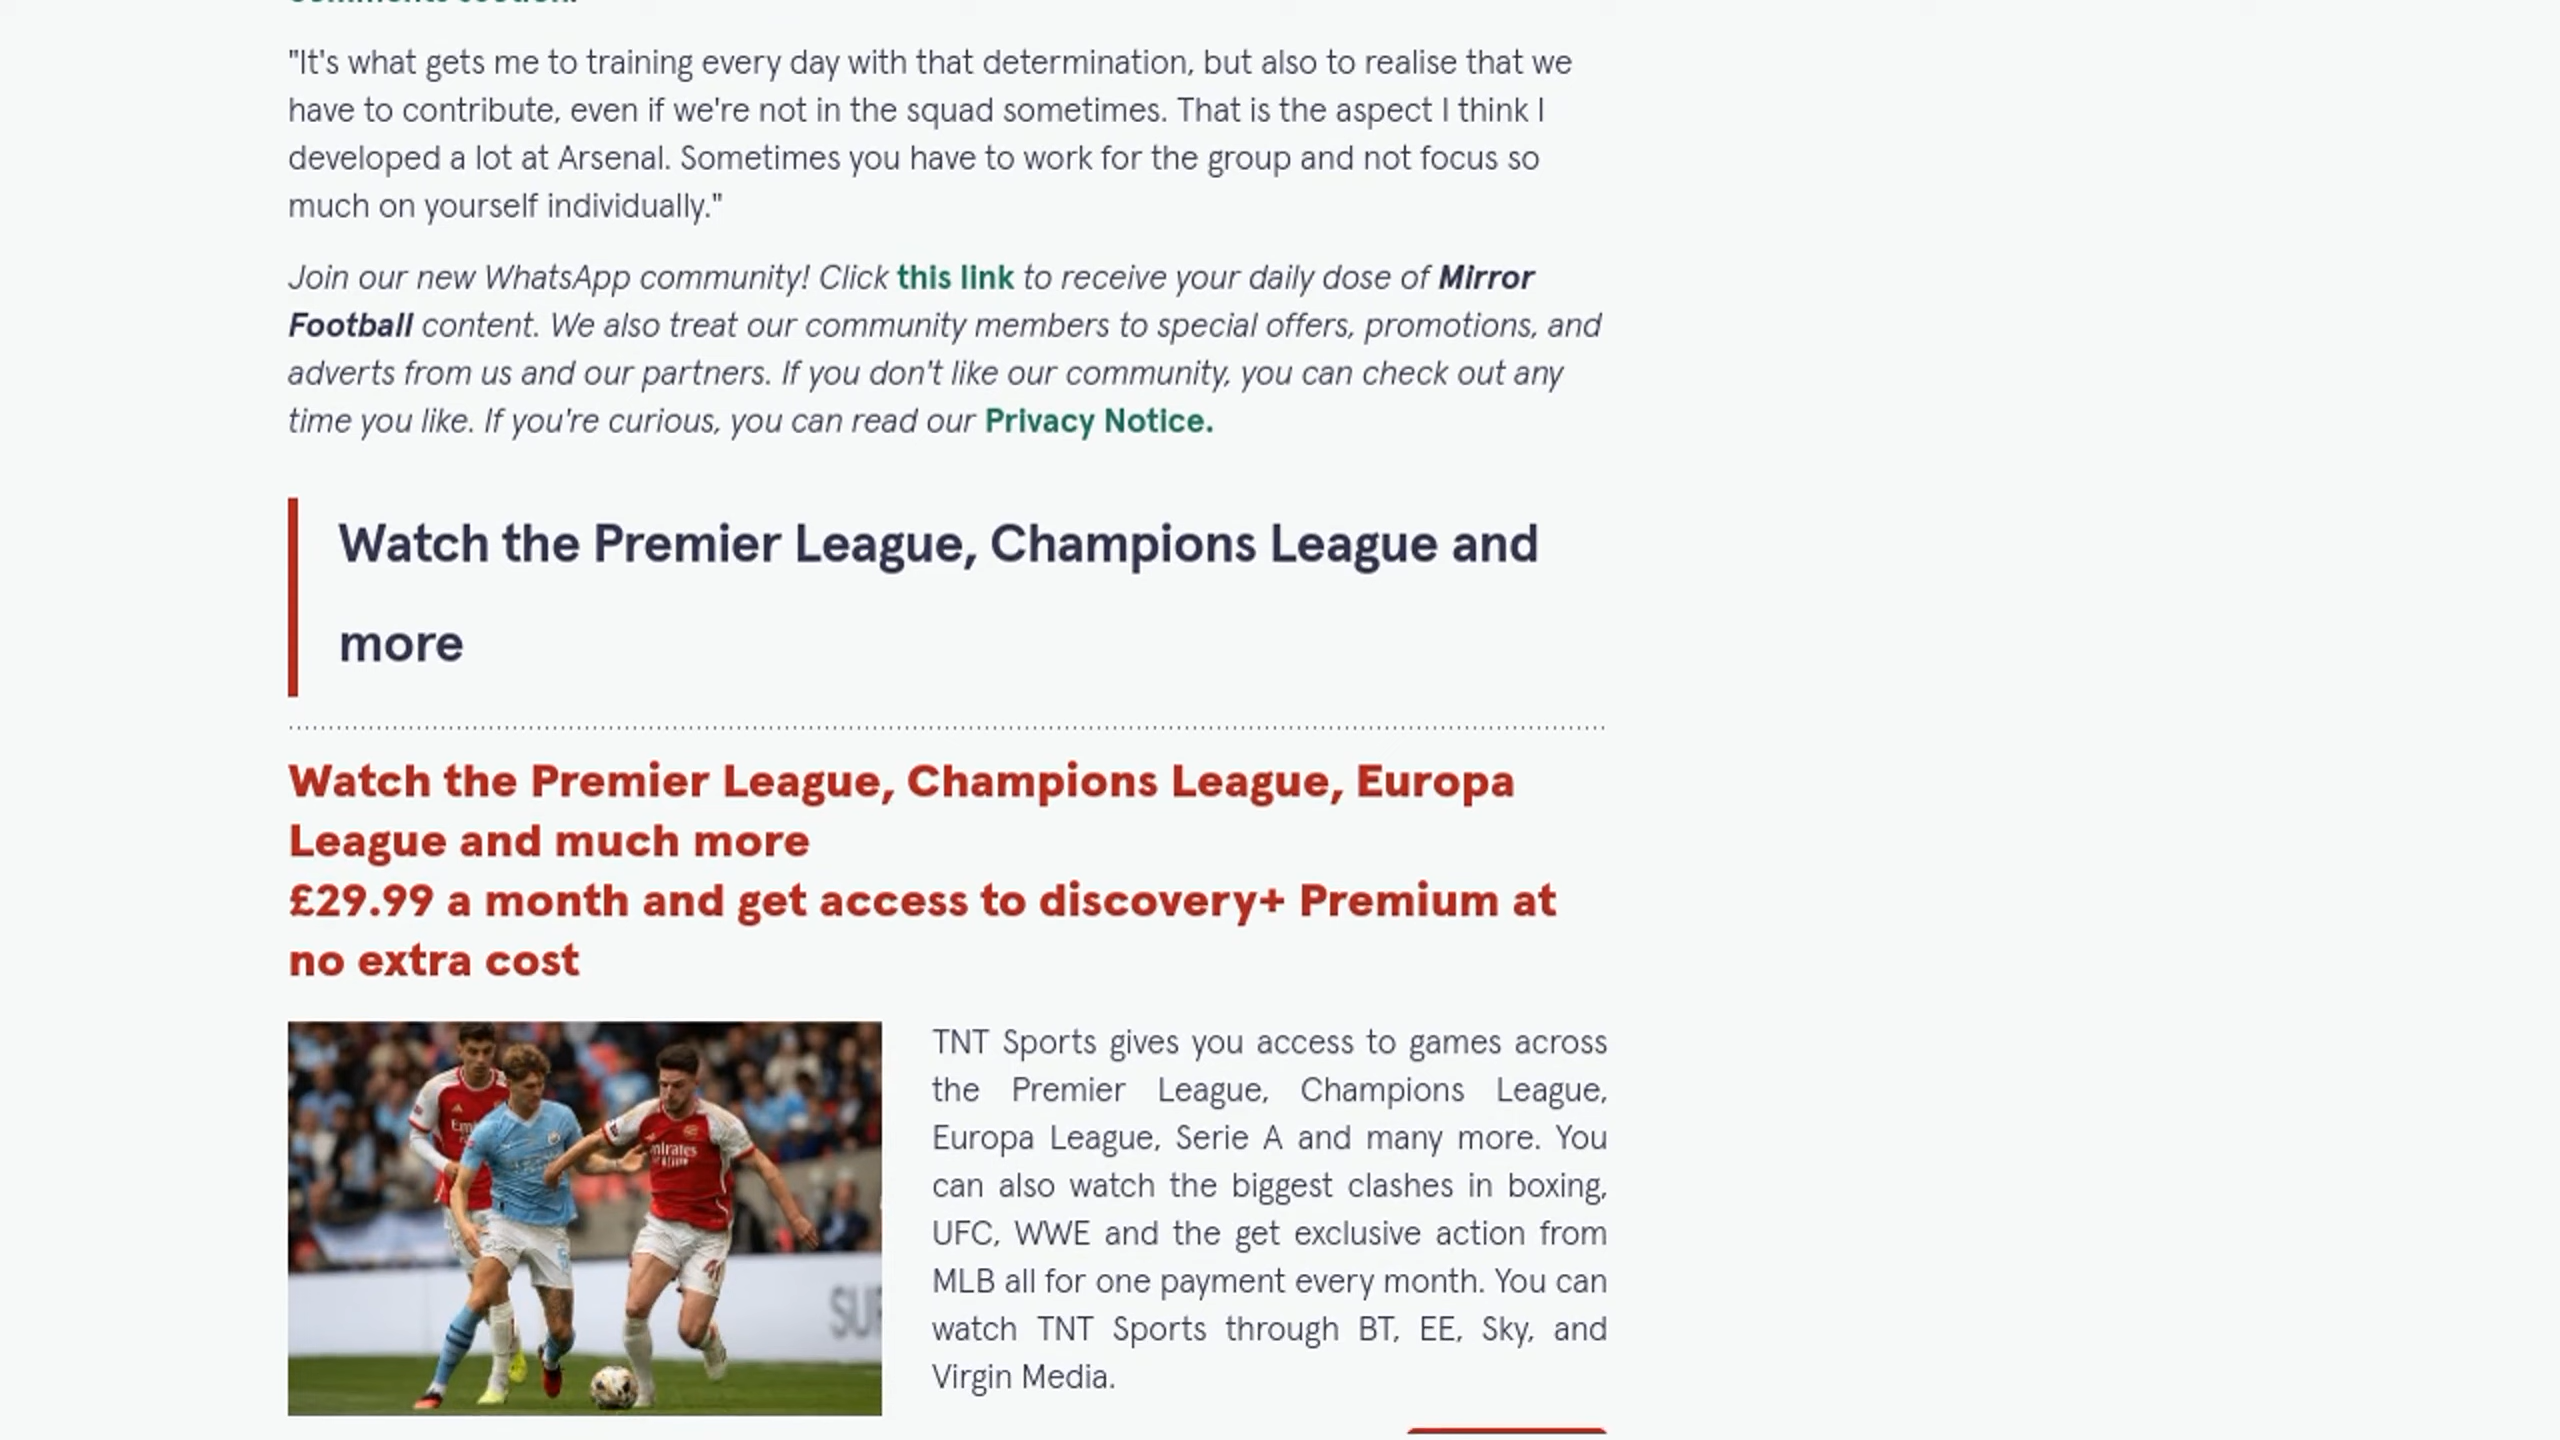 comments section.
"It's what gets me to training every day with that determination, but also to realise that we
have to contribute, even if we're not in the squad sometimes. That is the aspect I think I
developed a lot at Arsenal. Sometimes you have to work for the group and not focus so
much on yourself individually."
Join our new WhatsApp community! Click this link to receive your daily dose of Mirror
Football content. We also treat our community members to special offers, promotions, and
adverts from us and our partners. If you don't like our community, you can check out any
time you like. If you're curious, you can read our Privacy Notice.
Watch the Premier League, Champions League and
more
Watch the Premier League, Champions League, Europa
League and much more
£29.99 a month and get access to discovery+ Premium at
no extra cost
TNT Sports gives you access to games across
the Premier League, Champions League,
Europa League, Serie A and many more. You
can also watch the biggest clashes in boxing,
UFC, WWE and the get exclusive action from
MLB all for one payment every month. You can
watch TNT Sports through BT, EE, Sky, and
Virgin Media.